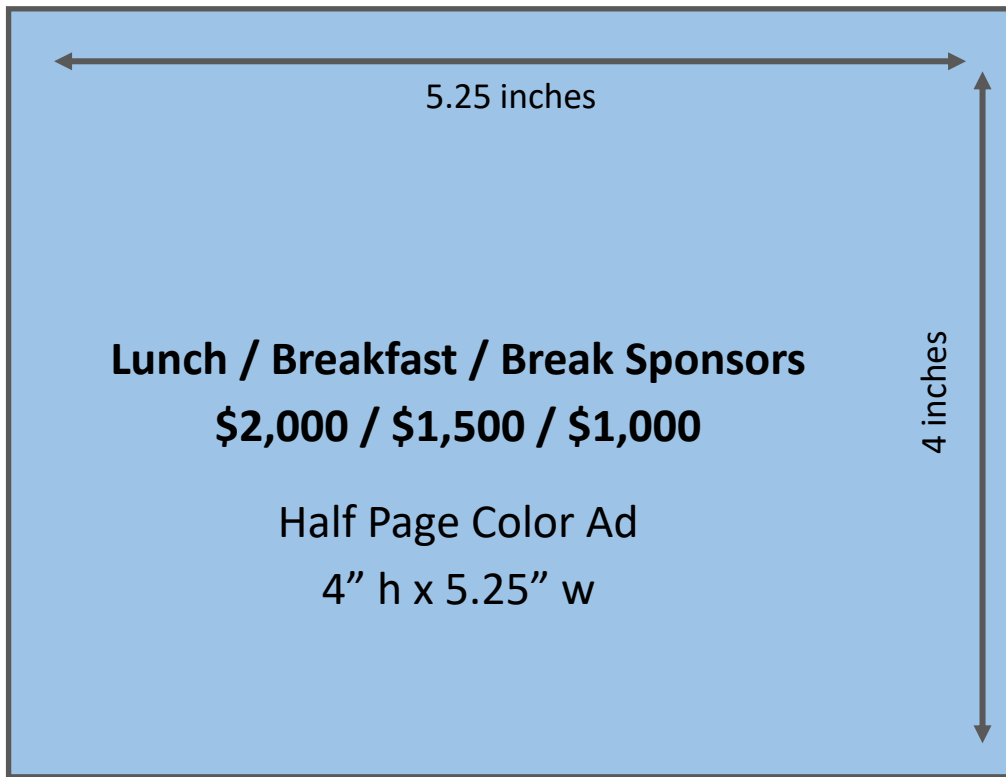 5.25 inches
4 inches
Lunch / Breakfast / Break Sponsors
$2,000 / $1,500 / $1,000
Half Page Color Ad
4” h x 5.25” w